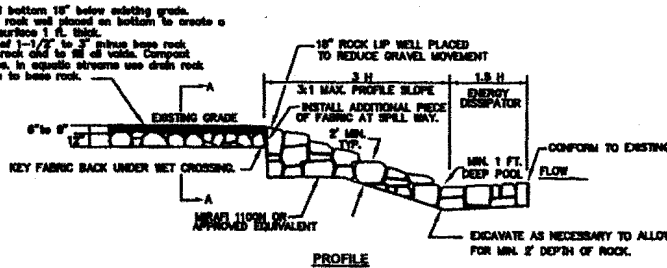 bottom 18" below existing grade.
rock well placed on bottom to create a
surface 1 ft. thick.
of 1-1/2" to 3" minus base rock
rock and to fill all voids. Compact
in aquatic streams use drain rock
to base rock.
18" ROCK LIP WELL PLACED
TO REDUCE GRAVEL MOVEMENT
A
3 H
1.5 H
3:1 MAX. PROFILE SLOPE
ENERGY
DISSIPATOR
EXISTING GRADE
INSTALL ADDITIONAL PIECE
OF FABRIC AT SPILL WAY.
6" to 8"
12"
2' MIN.
TYP.
CONFORM TO EXISTING
KEY FABRIC BACK UNDER WET CROSSING.
MIN. 1 FT.
DEEP POOL
FLOW
A
MIRAFI 1100N OR
APPROVED EQUIVALENT
EXCAVATE AS NECESSARY TO ALLOW
FOR MIN. 2' DEPTH OF ROCK.
PROFILE